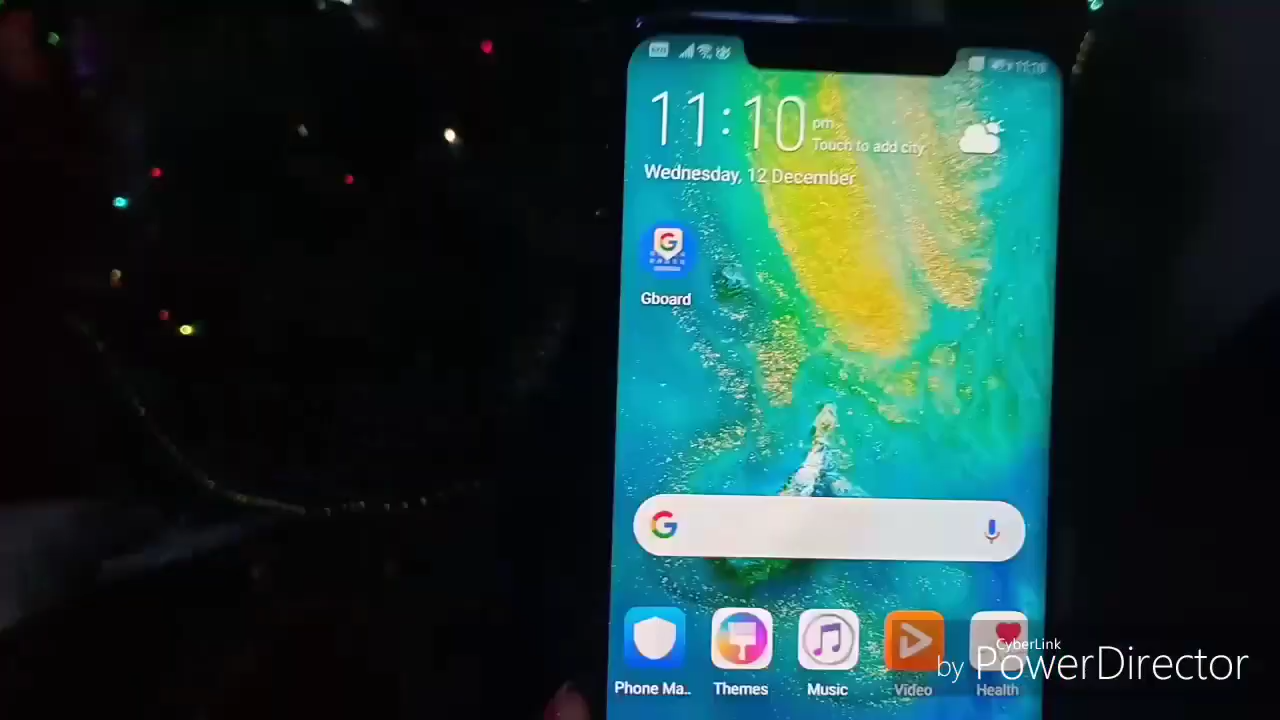 11:10 pm
Touch to add city
Wednesday, 12 December
Gboard
Phone Ma..
Themes
Music
Video
Health
CyberLink
by PowerDirector